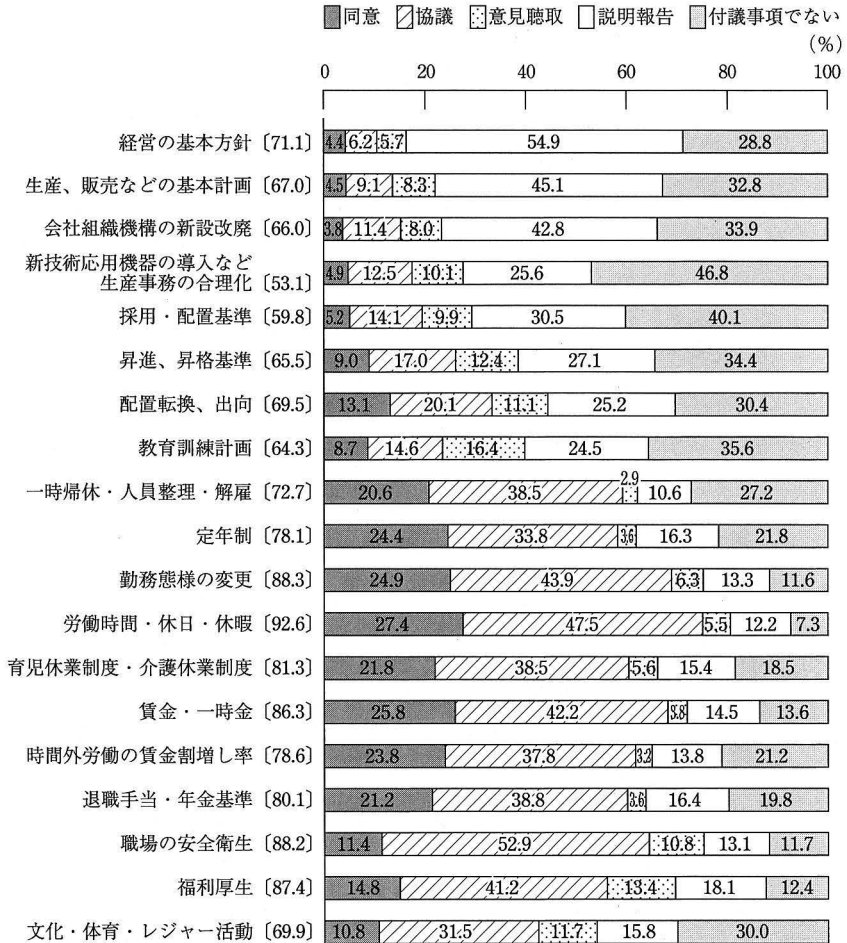 同意 協議 意見聴取 説明報告 付議事項でない
(%)
0 20 40 60 80 100
経営の基本方針〔71.1〕 4.4 6.2 5.7 54.9 28.8
生産、販売などの基本計画〔67.0〕 4.5 9.1 8.3 45.1 32.8
会社組織機構の新設改廃〔66.0〕 3.8 11.4 8.0 42.8 33.9
新技術応用機器の導入など
生産事務の合理化〔53.1〕 4.9 12.5 10.1 25.6 46.8
採用・配置基準〔59.8〕 5.2 14.1 9.9 30.5 40.1
昇進、昇格基準〔65.5〕 9.0 17.0 12.4 27.1 34.4
配置転換、出向〔69.5〕 13.1 20.1 11.1 25.2 30.4
教育訓練計画〔64.3〕 8.7 14.6 16.4 24.5 35.6
一時帰休・人員整理・解雇〔72.7〕 20.6 38.5 2.9 10.6 27.2
定年制〔78.1〕 24.4 33.8 3.6 16.3 21.8
勤務態様の変更〔88.3〕 24.9 43.9 6.3 13.3 11.6
労働時間・休日・休暇〔92.6〕 27.4 47.5 5.5 12.2 7.3
育児休業制度・介護休業制度〔81.3〕 21.8 38.5 5.6 15.4 18.5
賃金・一時金〔86.3〕 25.8 42.2 3.8 14.5 13.6
時間外労働の賃金割増し率〔78.6〕 23.8 37.8 3.2 13.8 21.2
退職手当・年金基準〔80.1〕 21.2 38.8 3.6 16.4 19.8
職場の安全衛生〔88.2〕 11.4 52.9 10.8 13.1 11.7
福利厚生〔87.4〕 14.8 41.2 13.4 18.1 12.4
文化・体育・レジャー活動〔69.9〕 10.8 31.5 11.7 15.8 30.0